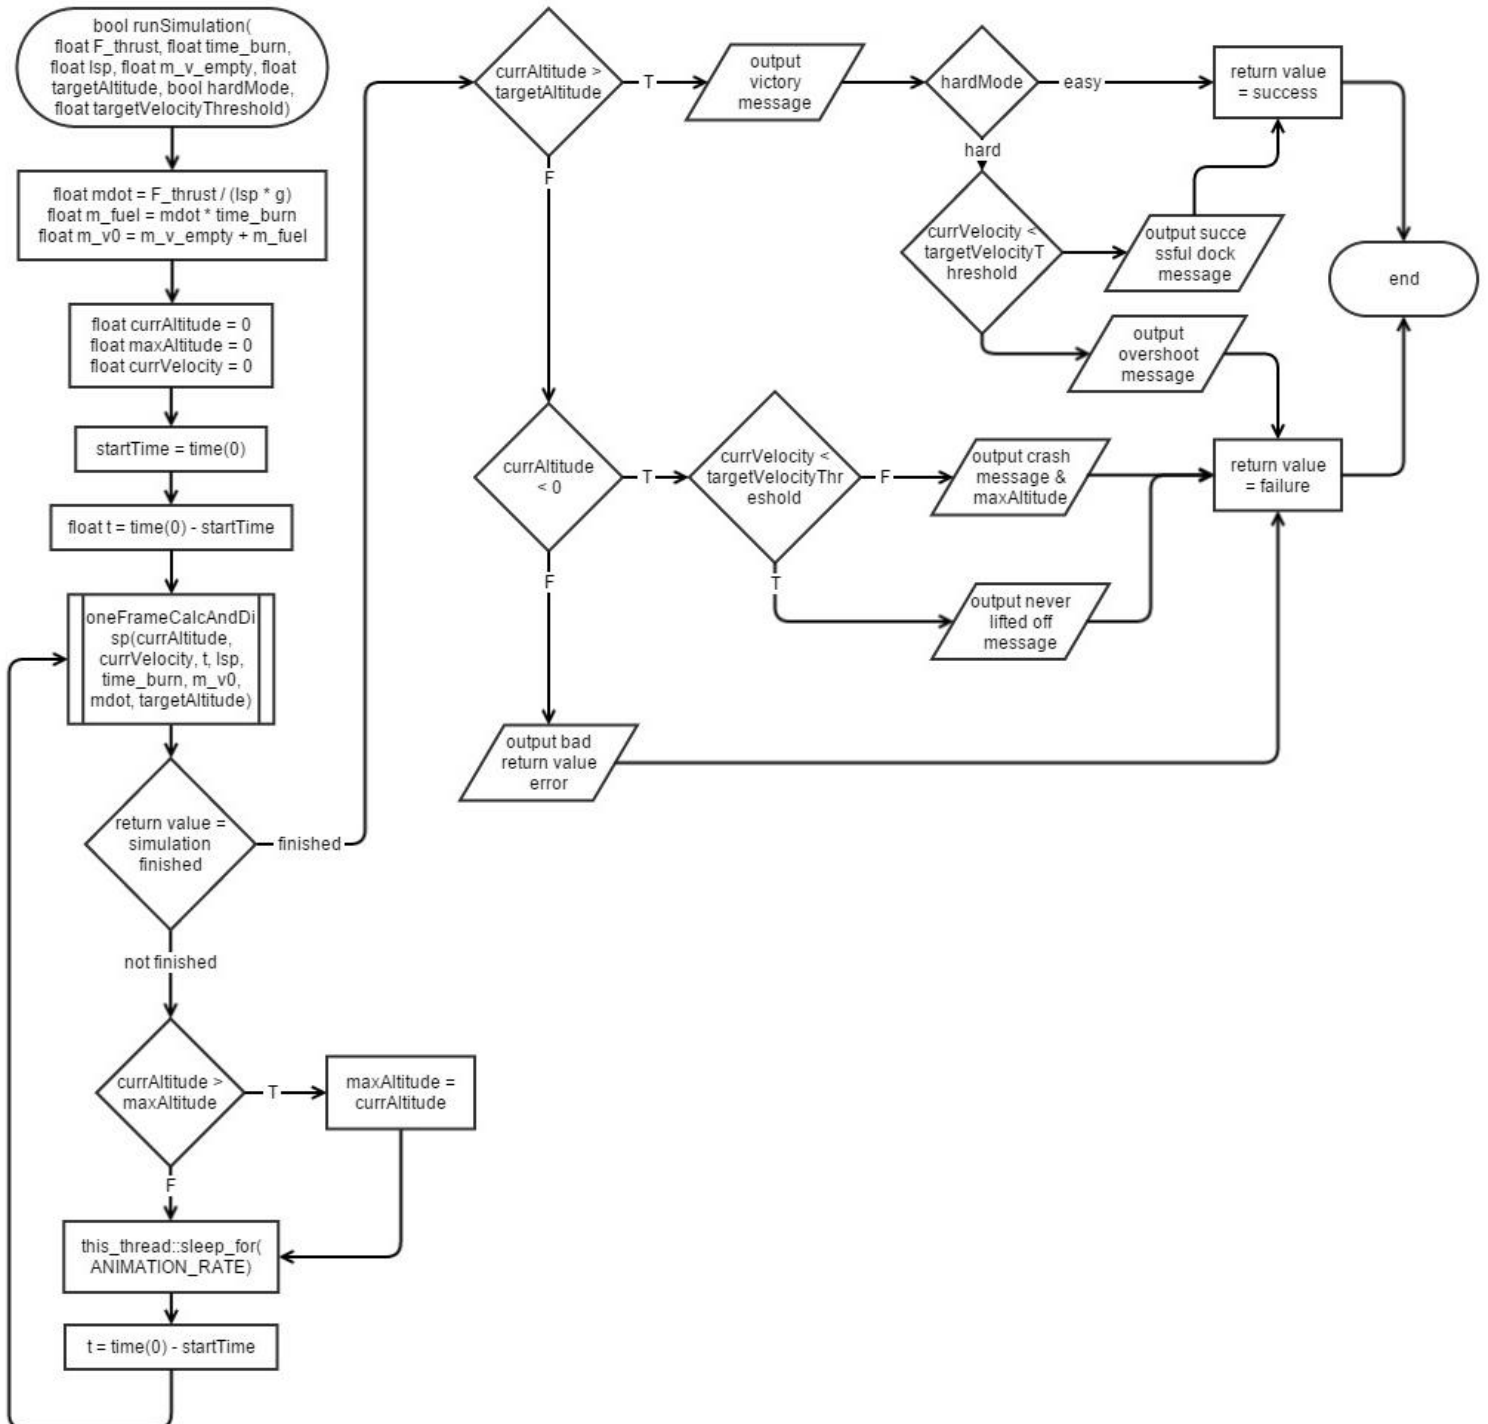 bool runSimulation(
float F_thrust, float time_burn,
float Isp, float m_v_empty, float
targetAltitude, bool hardMode,
float targetVelocityThreshold)
float mdot = F_thrust / (Isp * g)
float m_fuel = mdot * time_burn
float m_v0 = m_v_empty + m_fuel
float currAltitude = 0
float maxAltitude = 0
float currVelocity = 0
startTime = time(0)
float t = time(0) - startTime
oneFrameCalcAndDi
sp(currAltitude,
currVelocity, t, Isp,
time_burn, m_v0,
mdot, targetAltitude)
return value =
simulation
finished
finished
not finished
currAltitude >
maxAltitude
T
maxAltitude =
currAltitude
F
this_thread::sleep_for(
ANIMATION_RATE)
t = time(0) - startTime
currAltitude >
targetAltitude
T
output
victory
message
hardMode
easy
return value
= success
hard
currVelocity <
targetVelocityT
hreshold
output succe
ssful dock
message
output
overshoot
message
end
F
currAltitude
< 0
T
currVelocity <
targetVelocityThr
eshold
F
output crash
message &
maxAltitude
return value
= failure
T
output never
lifted off
message
F
output bad
return value
error